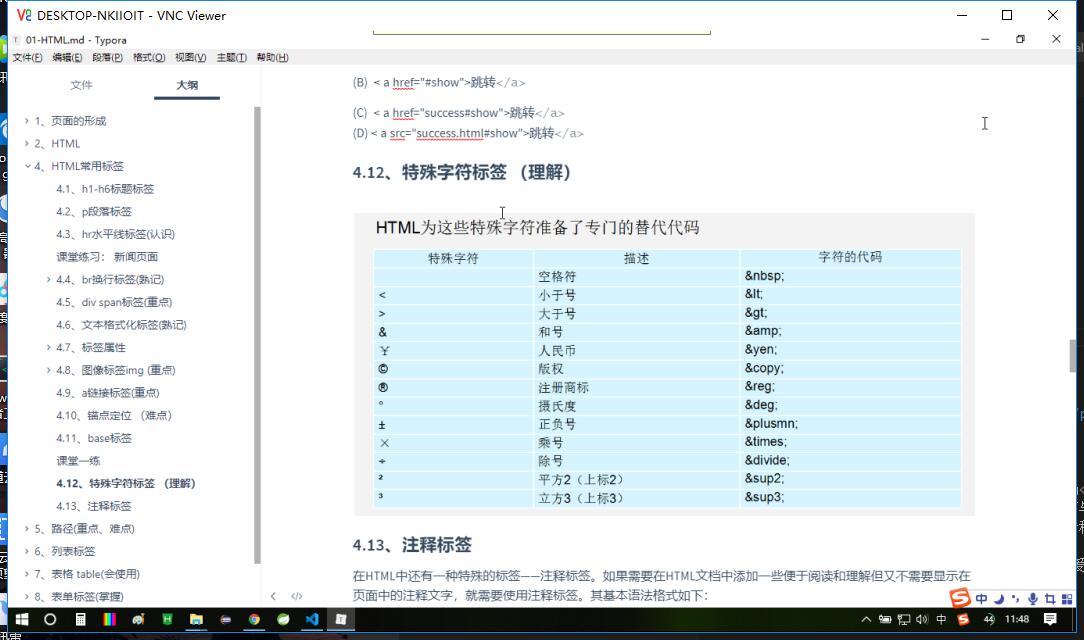 DESKTOP-NKIIOIT - VNC Viewer
01-HTML.md - Typora
文件(F) 编辑(E) 段落(P) 格式(O) 视图(V) 主题(T) 帮助(H)
文件 大纲
1、页面的形成
2、HTML
4、HTML常用标签
4.1、h1-h6标题标签
4.2、p段落标签
4.3、hr水平线标签(认识)
课堂练习： 新闻页面
4.4、br换行标签(熟记)
4.5、div span标签(重点)
4.6、文本格式化标签(熟记)
4.7、标签属性
4.8、图像标签img (重点)
4.9、a链接标签(重点)
4.10、锚点定位 （难点）
4.11、base标签
课堂一练
4.12、特殊字符标签 （理解）
4.13、注释标签
5、路径(重点、难点)
6、列表标签
7、表格 table(会使用)
8、表单标签(掌握)
(B) < a href="#show">跳转</a>
(C) < a href="success#show">跳转</a>
(D) < a src="success.html#show">跳转</a>
4.12、特殊字符标签 （理解）
HTML为这些特殊字符准备了专门的替代代码
特殊字符 描述 字符的代码
空格符 &nbsp;
< 小于号 &lt;
> 大于号 &gt;
& 和号 &amp;
￥ 人民币 &yen;
© 版权 &copy;
® 注册商标 &reg;
° 摄氏度 &deg;
± 正负号 &plusmn;
× 乘号 &times;
÷ 除号 &divide;
² 平方2（上标2） &sup2;
³ 立方3（上标3） &sup3;
4.13、注释标签
在HTML中还有一种特殊的标签——注释标签。如果需要在HTML文档中添加一些便于阅读和理解但又不需要显示在
页面中的注释文字，就需要使用注释标签。其基本语法格式如下：
中
中 11:48